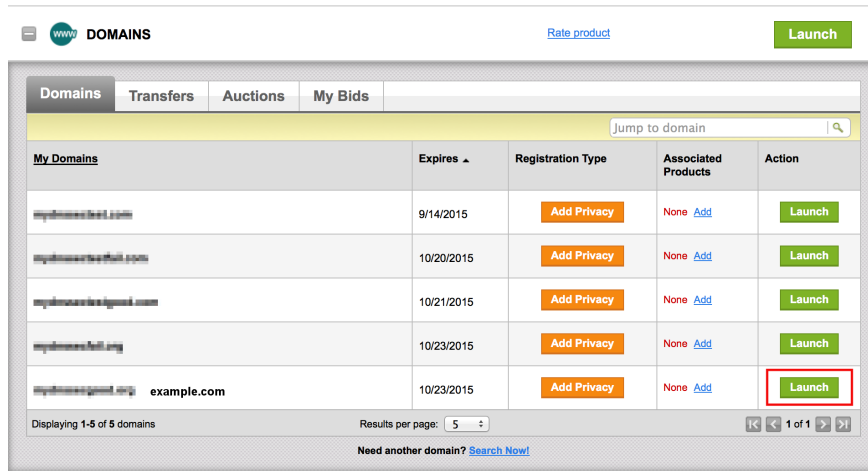 www DOMAINS Rate product Launch
Domains Transfers Auctions My Bids
Jump to domain
My Domains Expires Registration Type Associated Products Action
9/14/2015 Add Privacy None Add Launch
10/20/2015 Add Privacy None Add Launch
10/21/2015 Add Privacy None Add Launch
10/23/2015 Add Privacy None Add Launch
example.com 10/23/2015 Add Privacy None Add Launch
Displaying 1-5 of 5 domains Results per page: 5 1 of 1
Need another domain? Search Now!